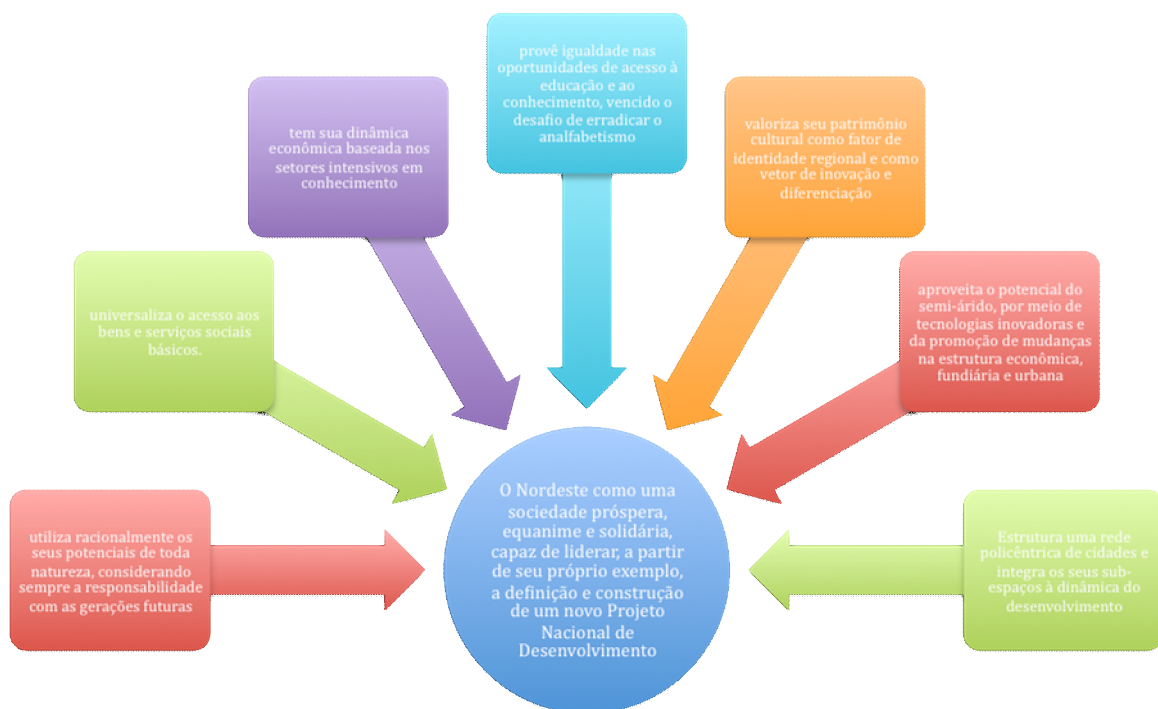 provê igualdade nas
oportunidades de acesso à
educação e ao
conhecimento, vencido o
desafio de erradicar o
analfabetismo
tem sua dinâmica
econômica baseada nos
setores intensivos em
conhecimento
valoriza seu patrimônio
cultural como fator de
identidade regional e como
vetor de inovação e
diferenciação
universaliza o acesso aos
bens e serviços sociais
básicos.
aproveita o potencial do
semi-árido, por meio de
tecnologias inovadoras e
da promoção de mudanças
na estrutura econômica,
fundiária e urbana
utiliza racionalmente os
seus potenciais de toda
natureza, considerando
sempre a responsabilidade
com as gerações futuras
O Nordeste como uma
sociedade próspera,
equanime e solidária,
capaz de liderar, a partir
de seu próprio exemplo,
a definição e construção
de um novo Projeto
Nacional de
Desenvolvimento
Estrutura uma rede
policêntrica de cidades e
integra os seus sub-
espaços à dinâmica do
desenvolvimento